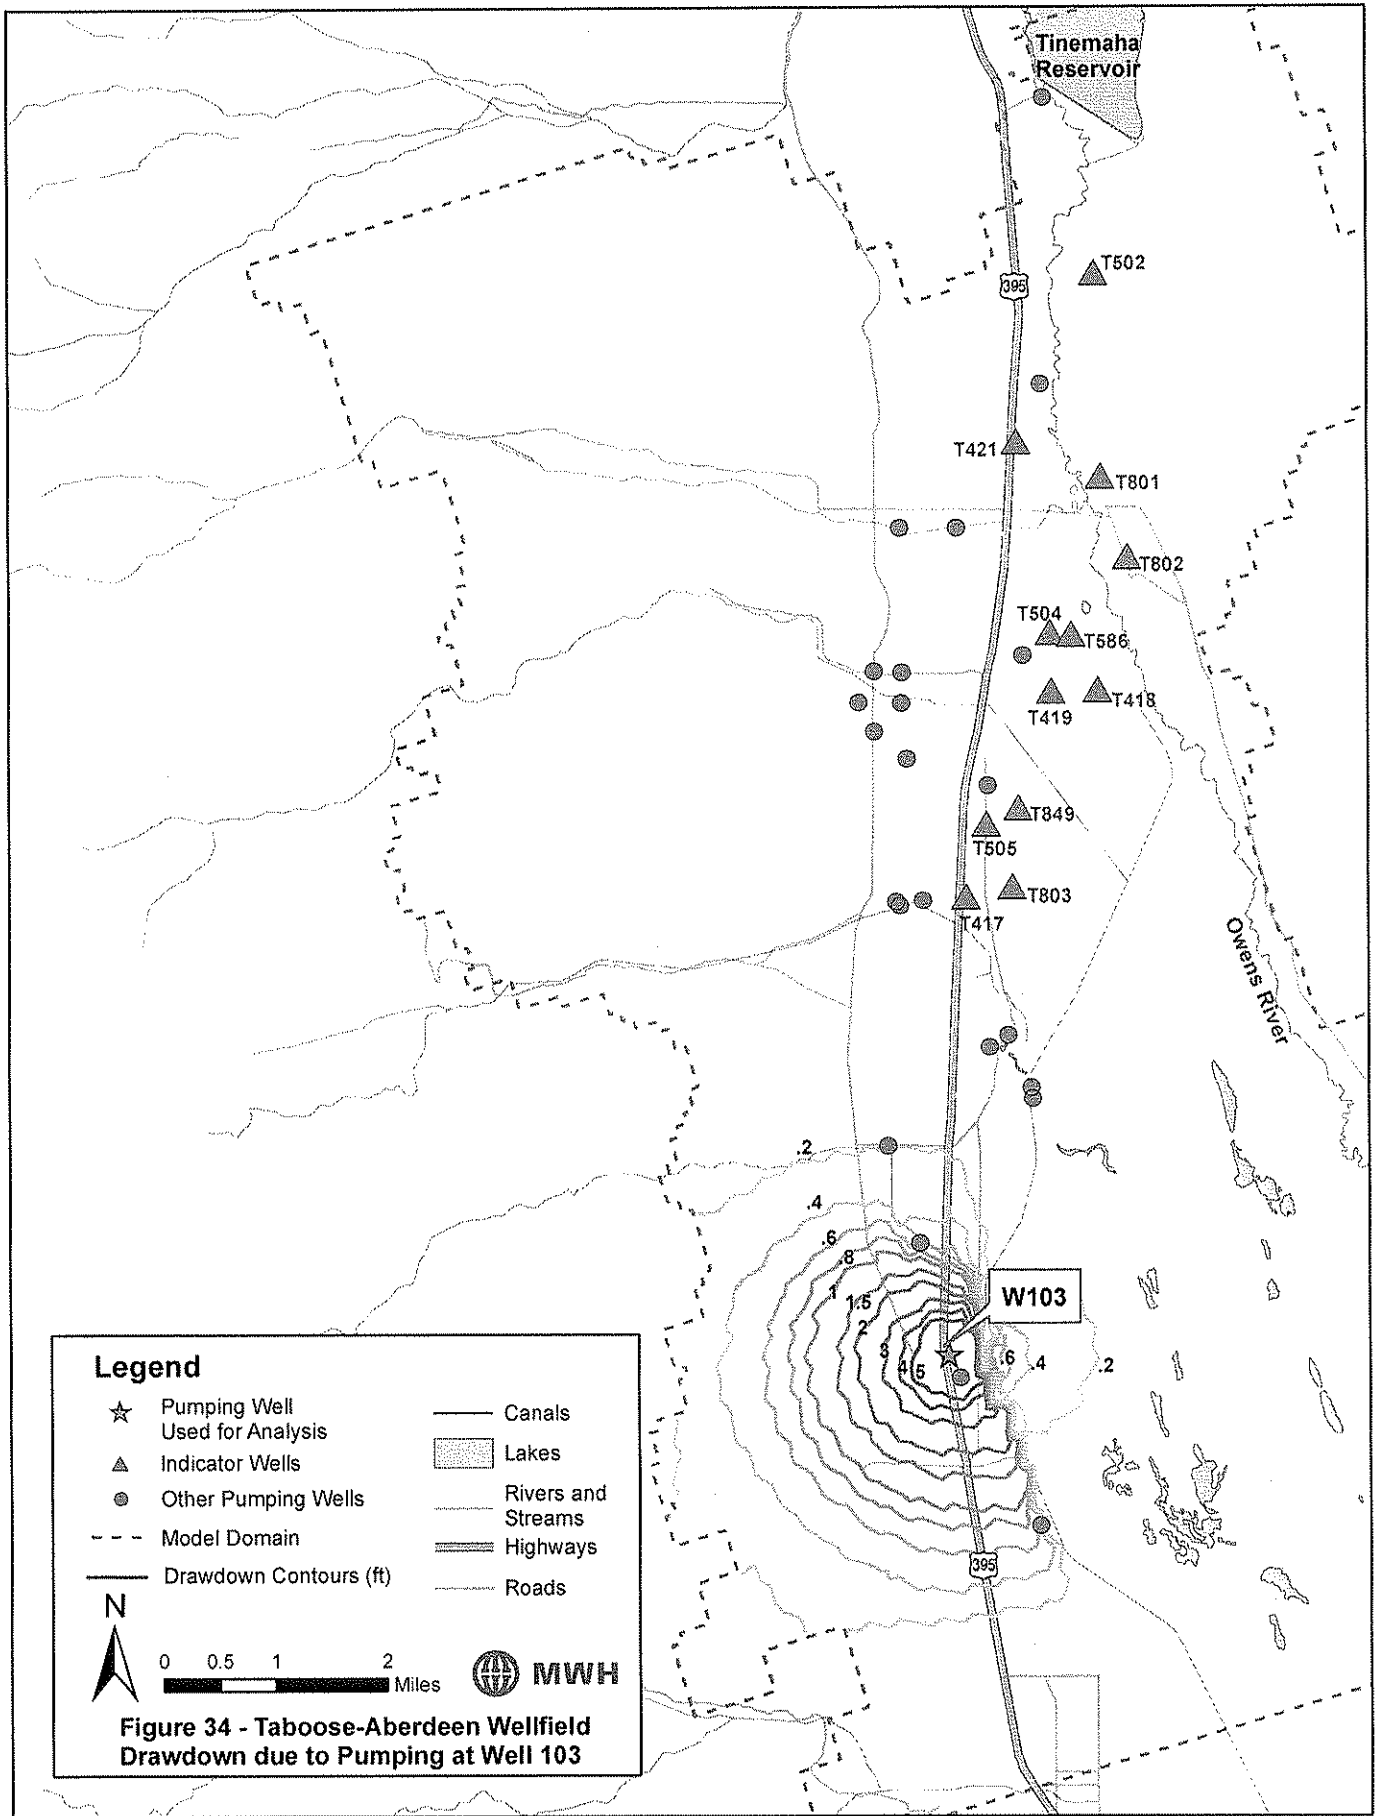 Tinemaha
Reservoir
T502
395
T421
T801
T802
T504
T586
T419
T418
T849
T505
T803
T417
Owens River
.2
.4
.6
.8
1
1.5
2
3
4
5
W103
.6
.4
.2
395
Legend
Pumping Well
Used for Analysis
Indicator Wells
Other Pumping Wells
Model Domain
Drawdown Contours (ft)
Canals
Lakes
Rivers and
Streams
Highways
Roads
N
0 0.5 1 2
Miles
MWH
Figure 34 - Taboose-Aberdeen Wellfield
Drawdown due to Pumping at Well 103